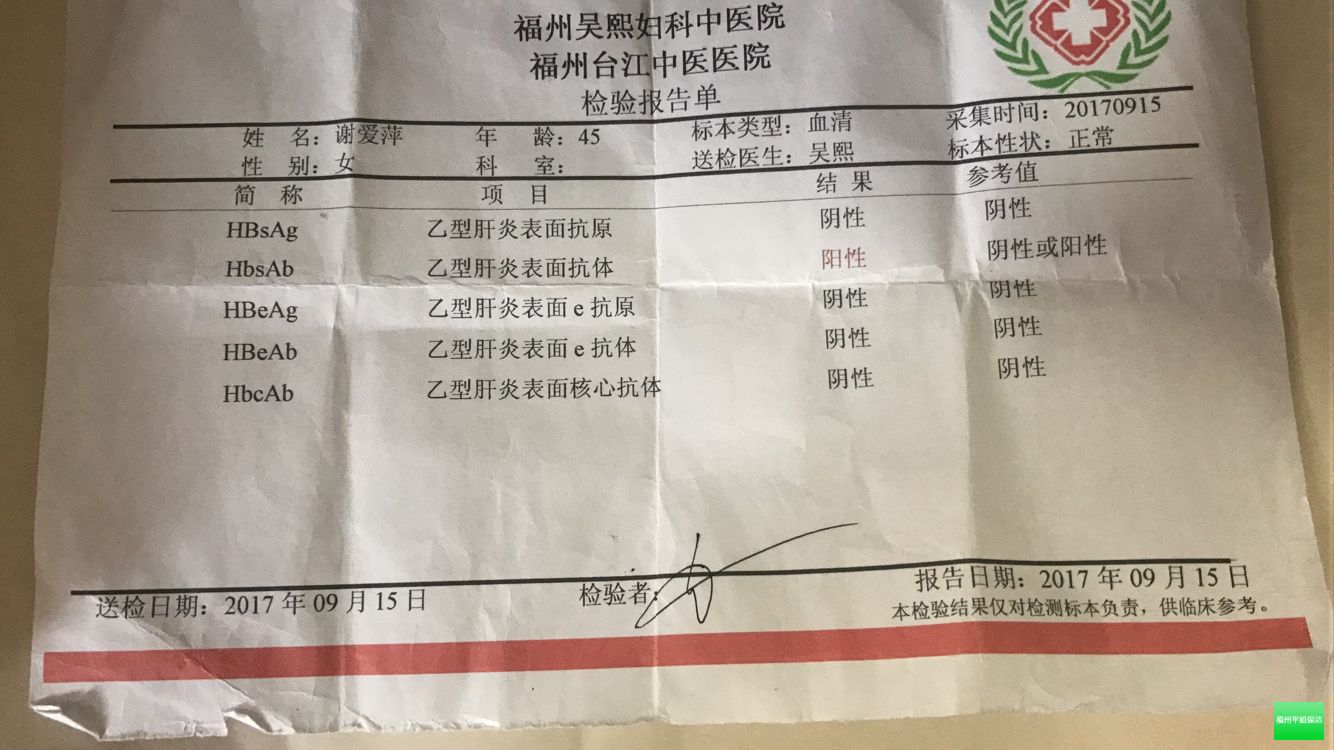 福州吴熙妇科中医院
福州台江中医医院
检验报告单
姓 名：谢爱萍 年 龄：45 标本类型：血清 采集时间：20170915
性 别：女 科 室： 送检医生：吴熙 标本性状：正常
简 称 项 目 结 果 参考值
HBsAg 乙型肝炎表面抗原 阴性 阴性
HbsAb 乙型肝炎表面抗体 阳性 阴性或阳性
HBeAg 乙型肝炎表面 e 抗原 阴性 阴性
HBeAb 乙型肝炎表面 e 抗体 阴性 阴性
HbcAb 乙型肝炎表面核心抗体 阴性 阴性
送检日期：2017 年 09 月 15 日 检验者： 报告日期：2017 年 09 月 15 日
本检验结果仅对检测标本负责，供临床参考。
福州平姐保洁